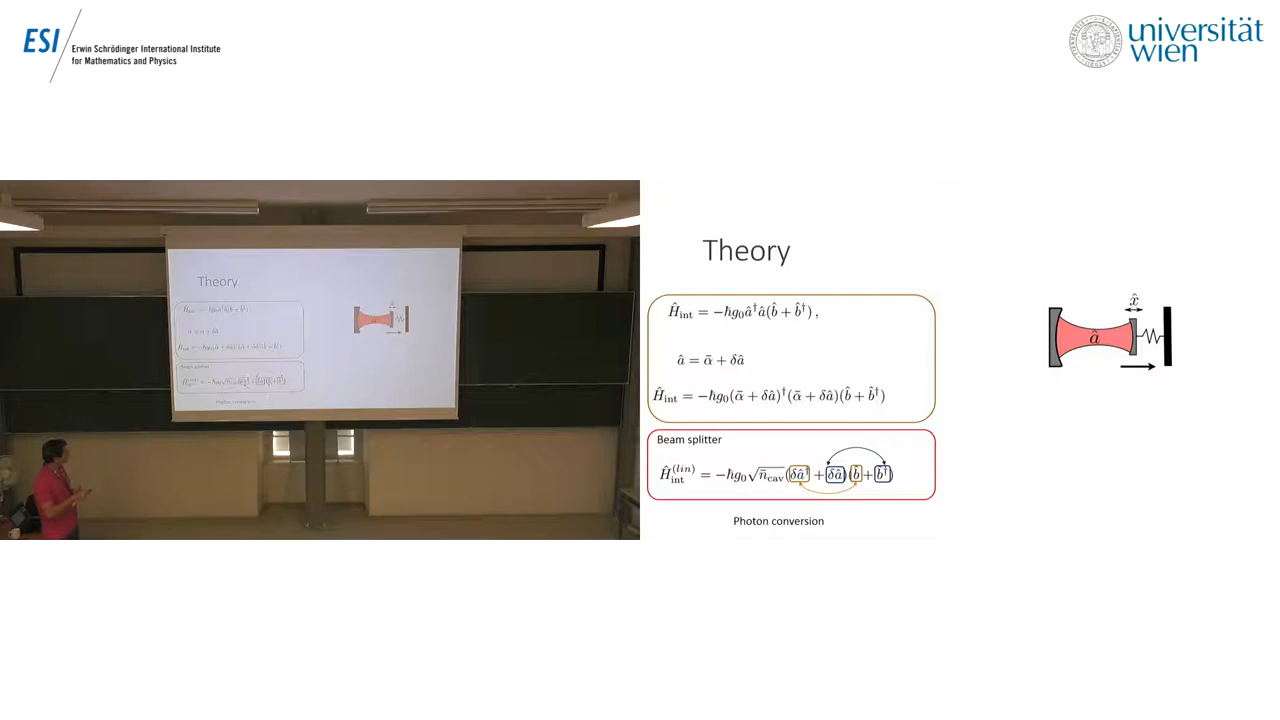 ESI
Erwin Schrödinger International Institute
for Mathematics and Physics
universität
wien
Theory
Theory
Ĥ_int = −ħg₀â†â(b̂ + b̂†) ,
â = ᾱ + δâ
Ĥ_int = −ħg₀(ᾱ + δâ)†(ᾱ + δâ)(b̂ + b̂†)
Beam splitter
Ĥ_int^(lin) = −ħg₀√n̄_cav(δâ† + δâ)(b̂ + b̂†)
Photon conversion
x̂
â